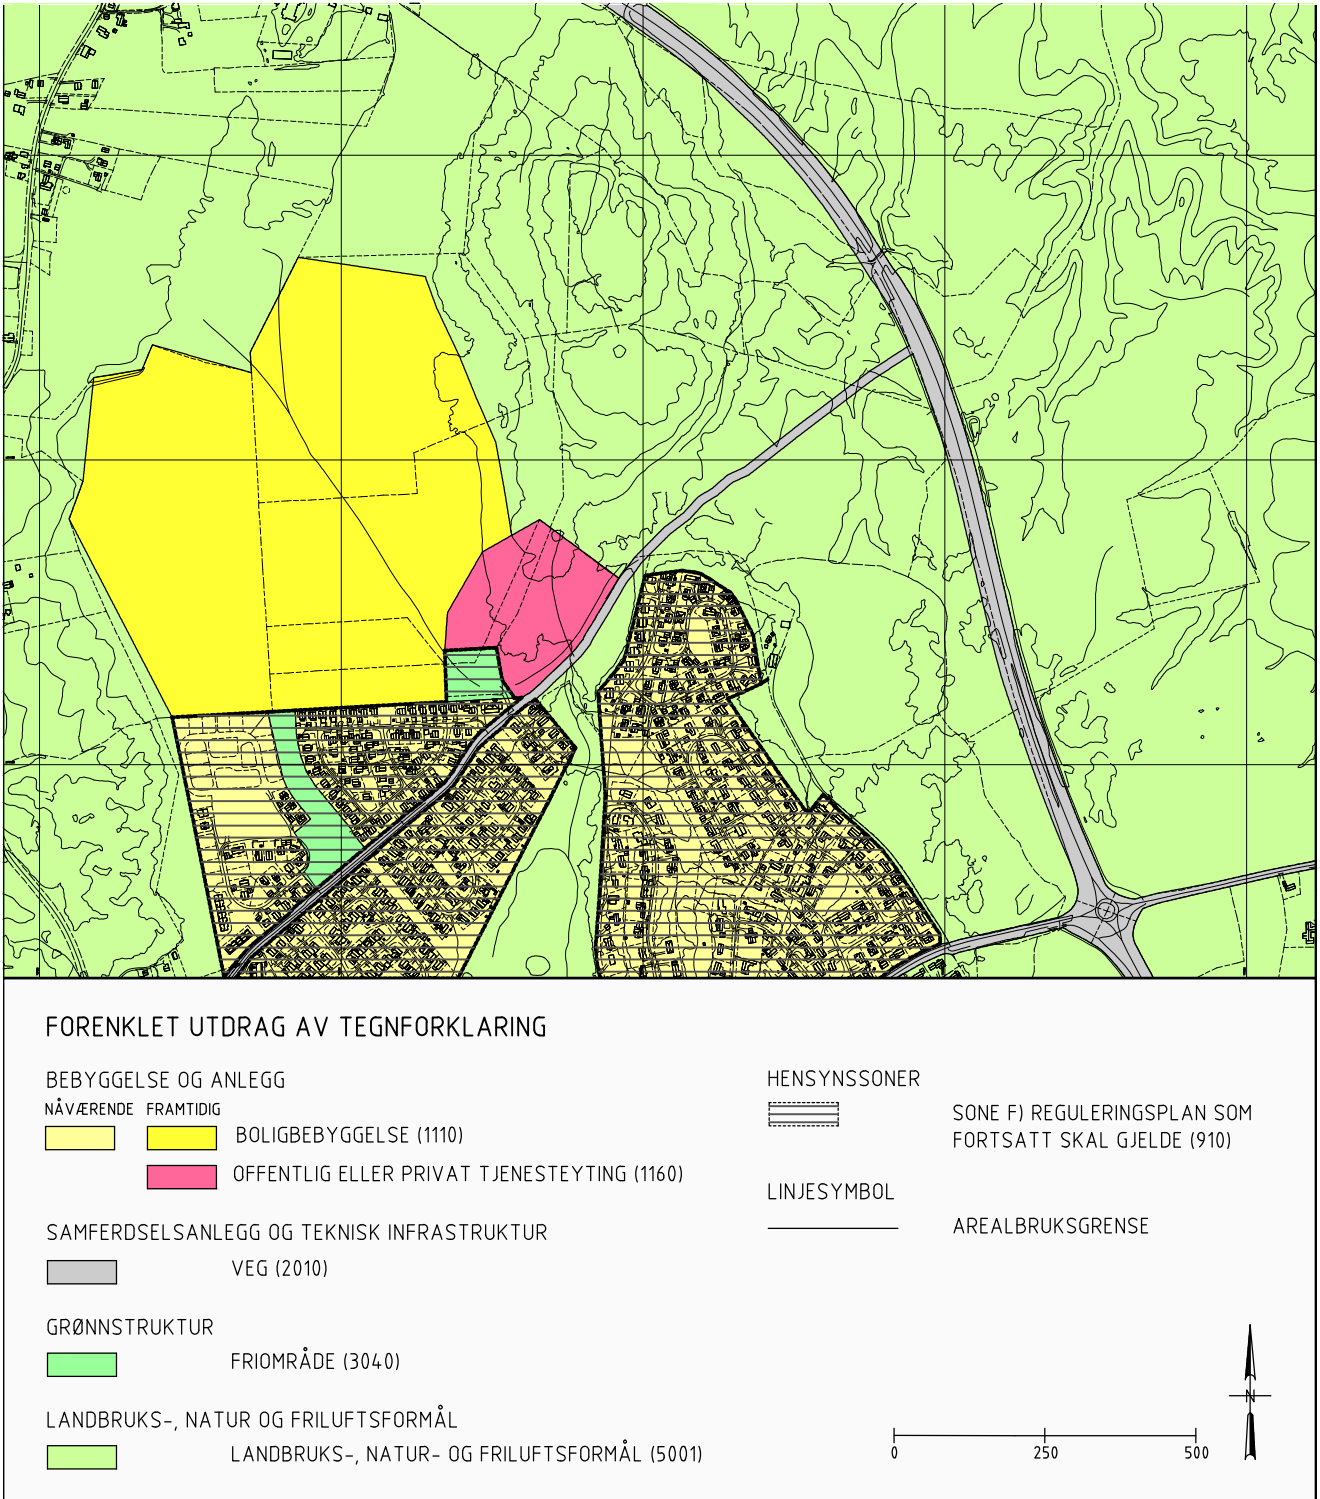 FORENKLET UTDRAG AV TEGNFORKLARING
BEBYGGELSE OG ANLEGG
NÅVÆRENDE FRAMTIDIG
BOLIGBEBYGGELSE (1110)
OFFENTLIG ELLER PRIVAT TJENESTEYTING (1160)
SAMFERDSELSANLEGG OG TEKNISK INFRASTRUKTUR
VEG (2010)
GRØNNSTRUKTUR
FRIOMRÅDE (3040)
LANDBRUKS-, NATUR OG FRILUFTSFORMÅL
LANDBRUKS-, NATUR- OG FRILUFTSFORMÅL (5001)
HENSYNSSONER
SONE F) REGULERINGSPLAN SOM
FORTSATT SKAL GJELDE (910)
LINJESYMBOL
AREALBRUKSGRENSE
N
0 250 500